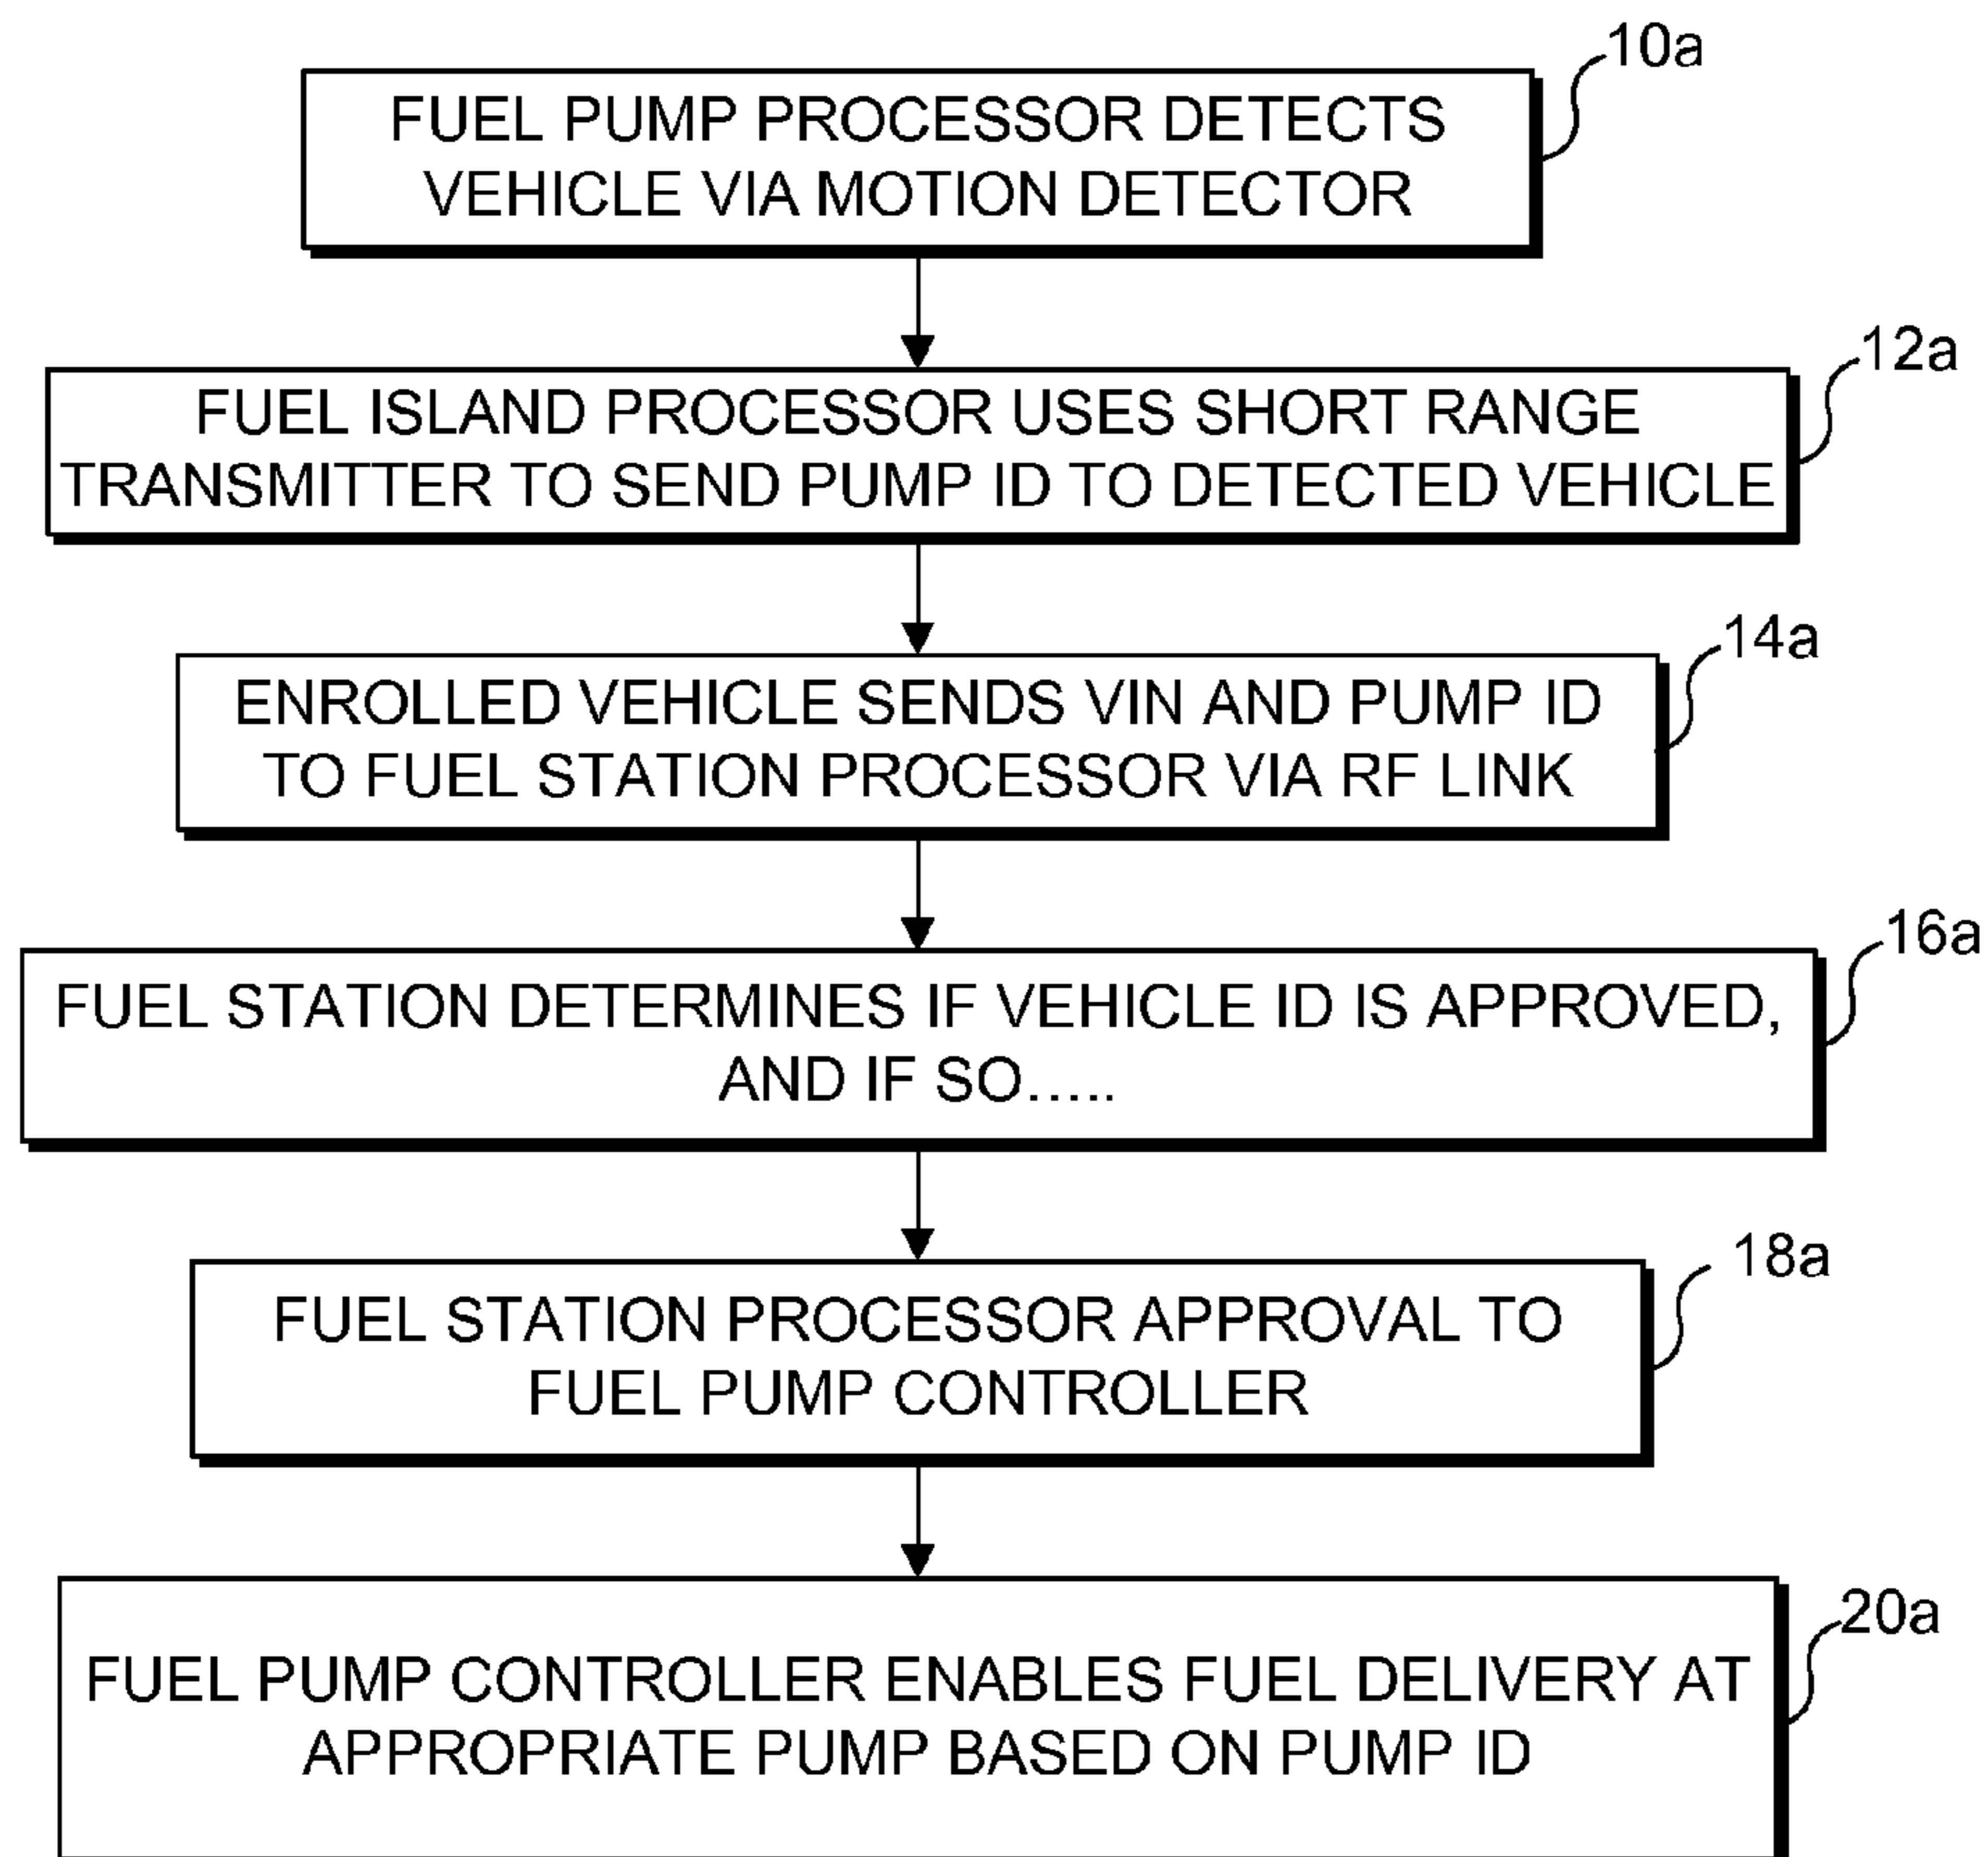 10a
FUEL PUMP PROCESSOR DETECTS
VEHICLE VIA MOTION DETECTOR
12a
FUEL ISLAND PROCESSOR USES SHORT RANGE
TRANSMITTER TO SEND PUMP ID TO DETECTED VEHICLE
14a
ENROLLED VEHICLE SENDS VIN AND PUMP ID
TO FUEL STATION PROCESSOR VIA RF LINK
16a
FUEL STATION DETERMINES IF VEHICLE ID IS APPROVED,
AND IF SO.....
18a
FUEL STATION PROCESSOR APPROVAL TO
FUEL PUMP CONTROLLER
20a
FUEL PUMP CONTROLLER ENABLES FUEL DELIVERY AT
APPROPRIATE PUMP BASED ON PUMP ID